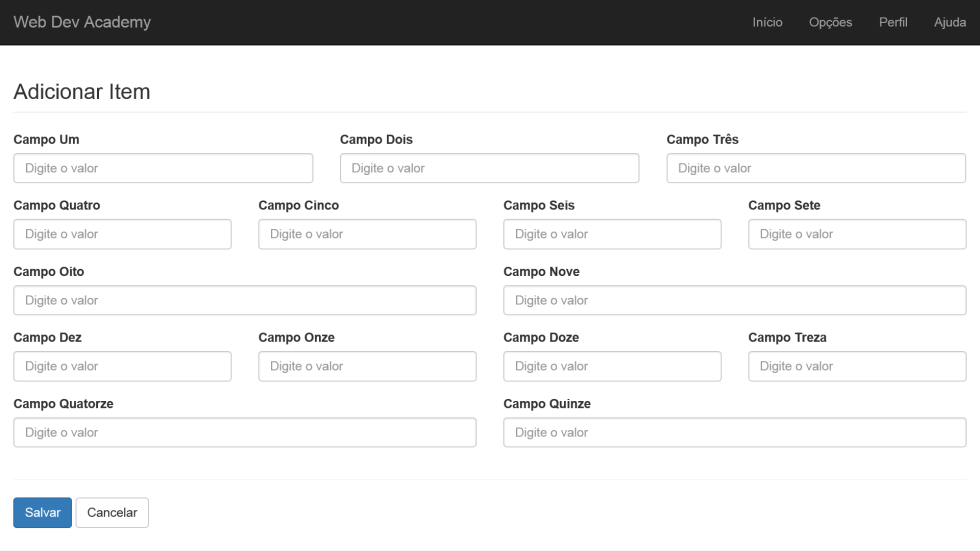 Web Dev Academy Início Opções Perfil Ajuda
Adicionar Item
Campo Um Campo Dois Campo Três
Digite o valor Digite o valor Digite o valor
Campo Quatro Campo Cinco Campo Seis Campo Sete
Digite o valor Digite o valor Digite o valor Digite o valor
Campo Oito Campo Nove
Digite o valor Digite o valor
Campo Dez Campo Onze Campo Doze Campo Treza
Digite o valor Digite o valor Digite o valor Digite o valor
Campo Quatorze Campo Quinze
Digite o valor Digite o valor
Salvar Cancelar